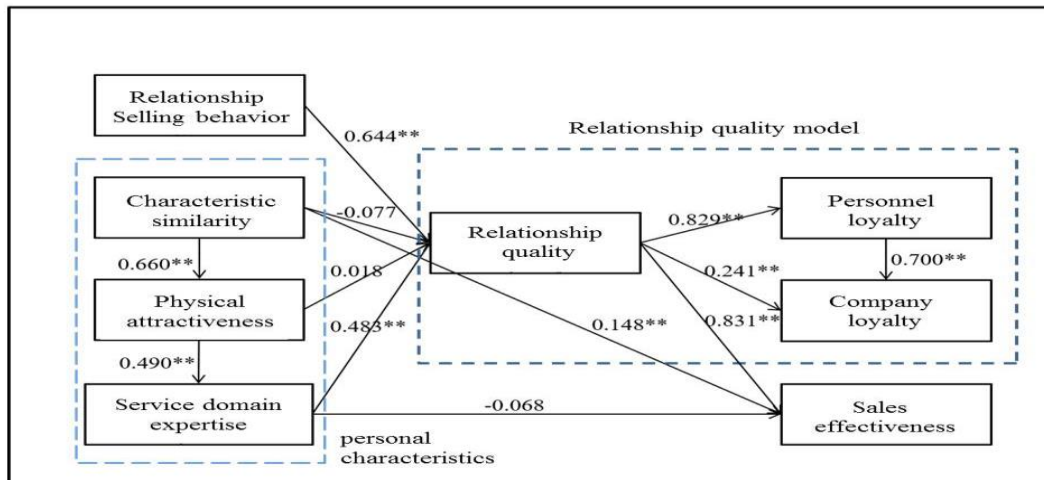 Relationship
Selling behavior
0.644**
Relationship quality model
Characteristic
similarity
-0.077
Relationship
quality
0.829**
Personnel
loyalty
0.660**
0.018
0.241**
0.700**
Physical
attractiveness
0.483**
0.148**
0.831**
Company
loyalty
0.490**
Service domain
expertise
-0.068
Sales
effectiveness
personal
characteristics